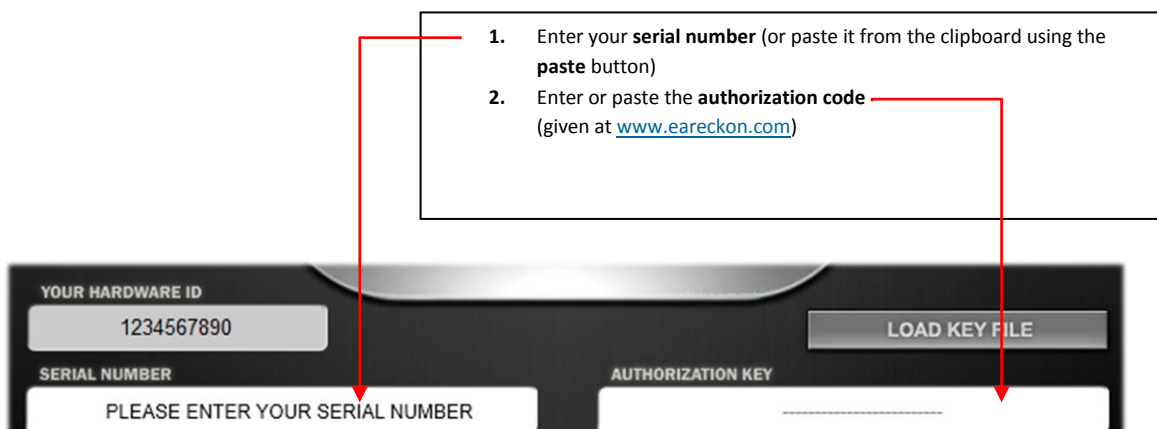 1. Enter your serial number (or paste it from the clipboard using the
paste button)
2. Enter or paste the authorization code
(given at www.eareckon.com)
YOUR HARDWARE ID
1234567890
LOAD KEY FILE
SERIAL NUMBER
AUTHORIZATION KEY
PLEASE ENTER YOUR SERIAL NUMBER
-------------------------